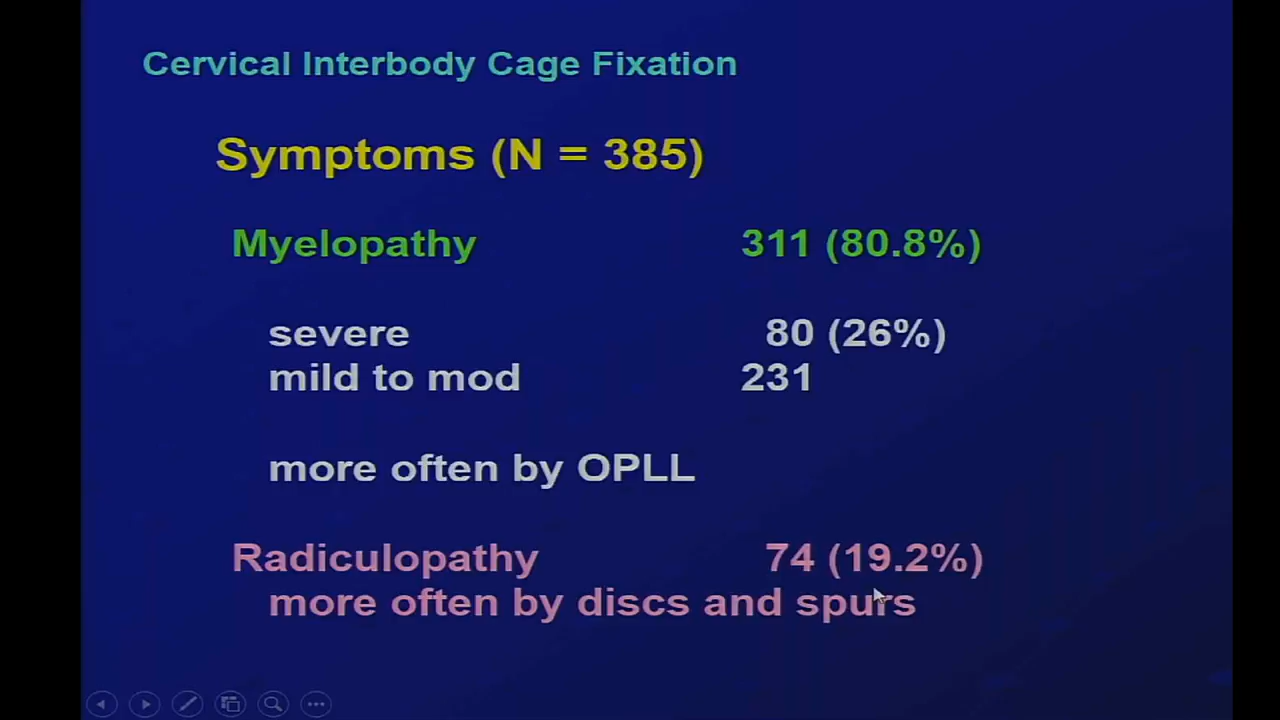 Cervical Interbody Cage Fixation
Symptoms (N = 385)
Myelopathy 311 (80.8%)
severe 80 (26%)
mild to mod 231
more often by OPLL
Radiculopathy 74 (19.2%)
more often by discs and spurs